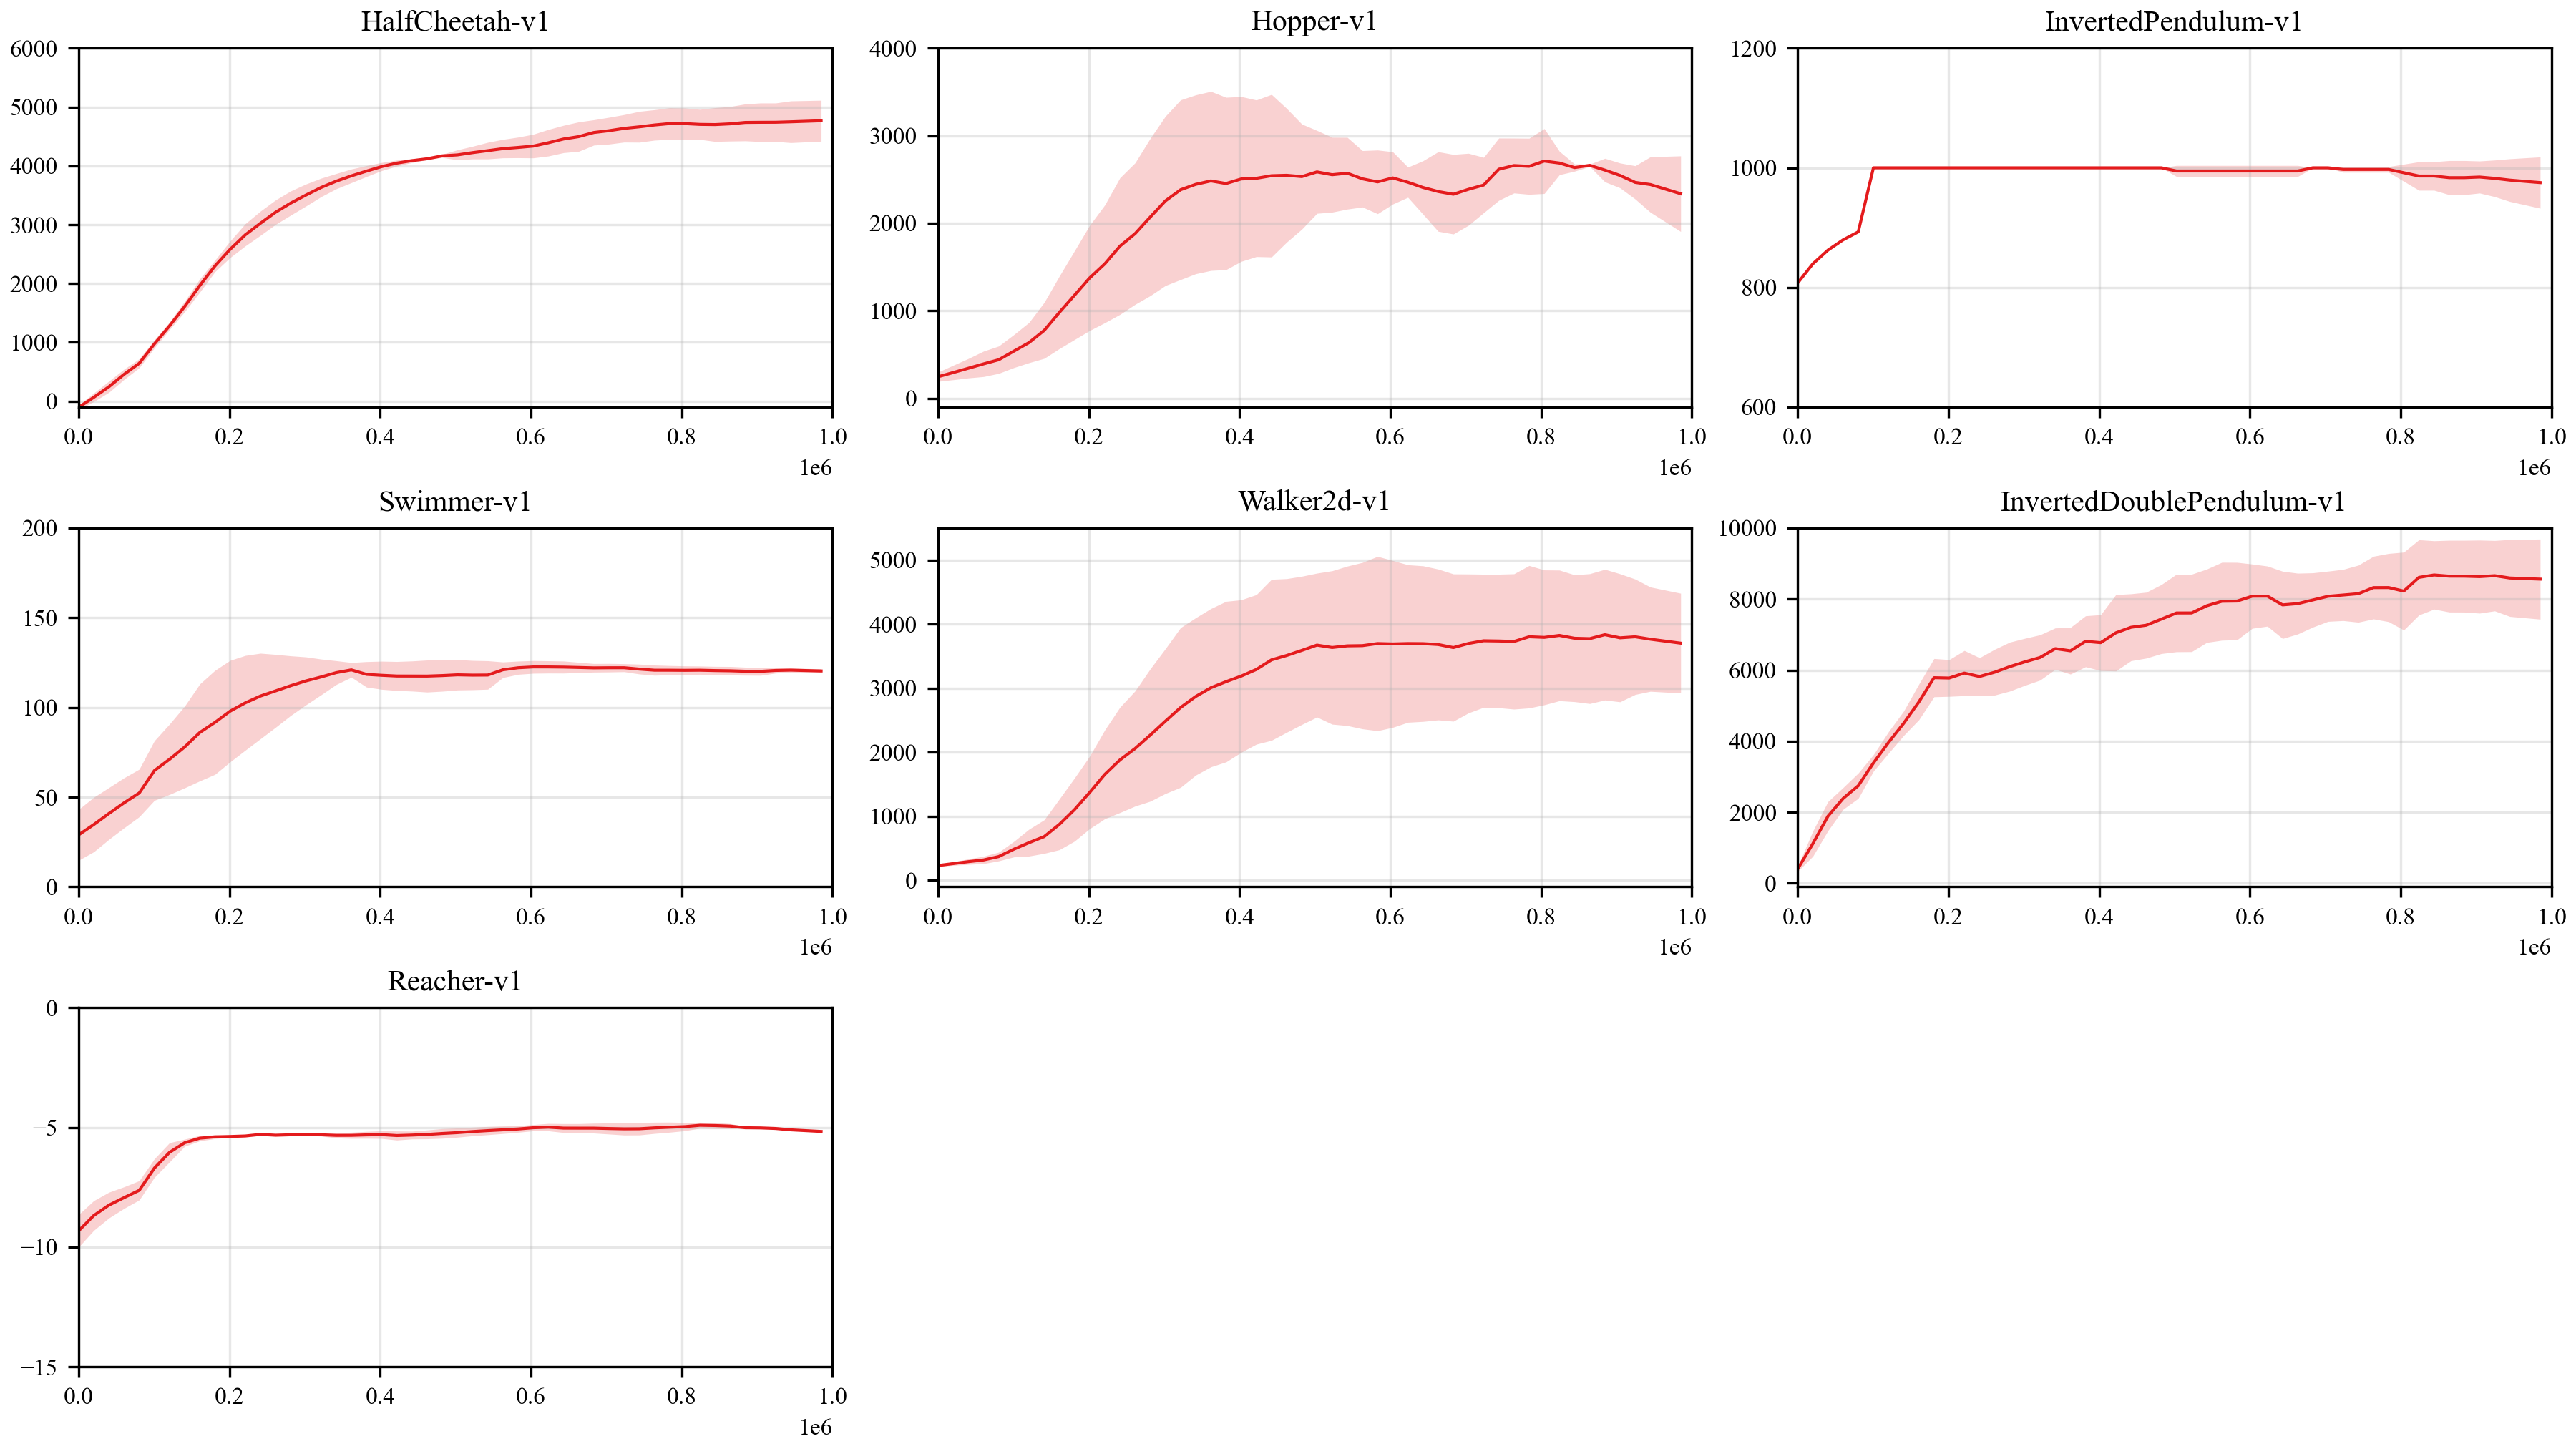 HalfCheetah-v1
6000
5000
4000
3000
2000
1000
0
0.0 0.2 0.4 0.6 0.8 1.0
1e6
Hopper-v1
4000
3000
2000
1000
0
0.0 0.2 0.4 0.6 0.8 1.0
1e6
InvertedPendulum-v1
1200
1000
800
600
0.0 0.2 0.4 0.6 0.8 1.0
1e6
Swimmer-v1
200
150
100
50
0
0.0 0.2 0.4 0.6 0.8 1.0
1e6
Walker2d-v1
5000
4000
3000
2000
1000
0
0.0 0.2 0.4 0.6 0.8 1.0
1e6
InvertedDoublePendulum-v1
10000
8000
6000
4000
2000
0
0.0 0.2 0.4 0.6 0.8 1.0
1e6
Reacher-v1
0
−5
−10
−15
0.0 0.2 0.4 0.6 0.8 1.0
1e6